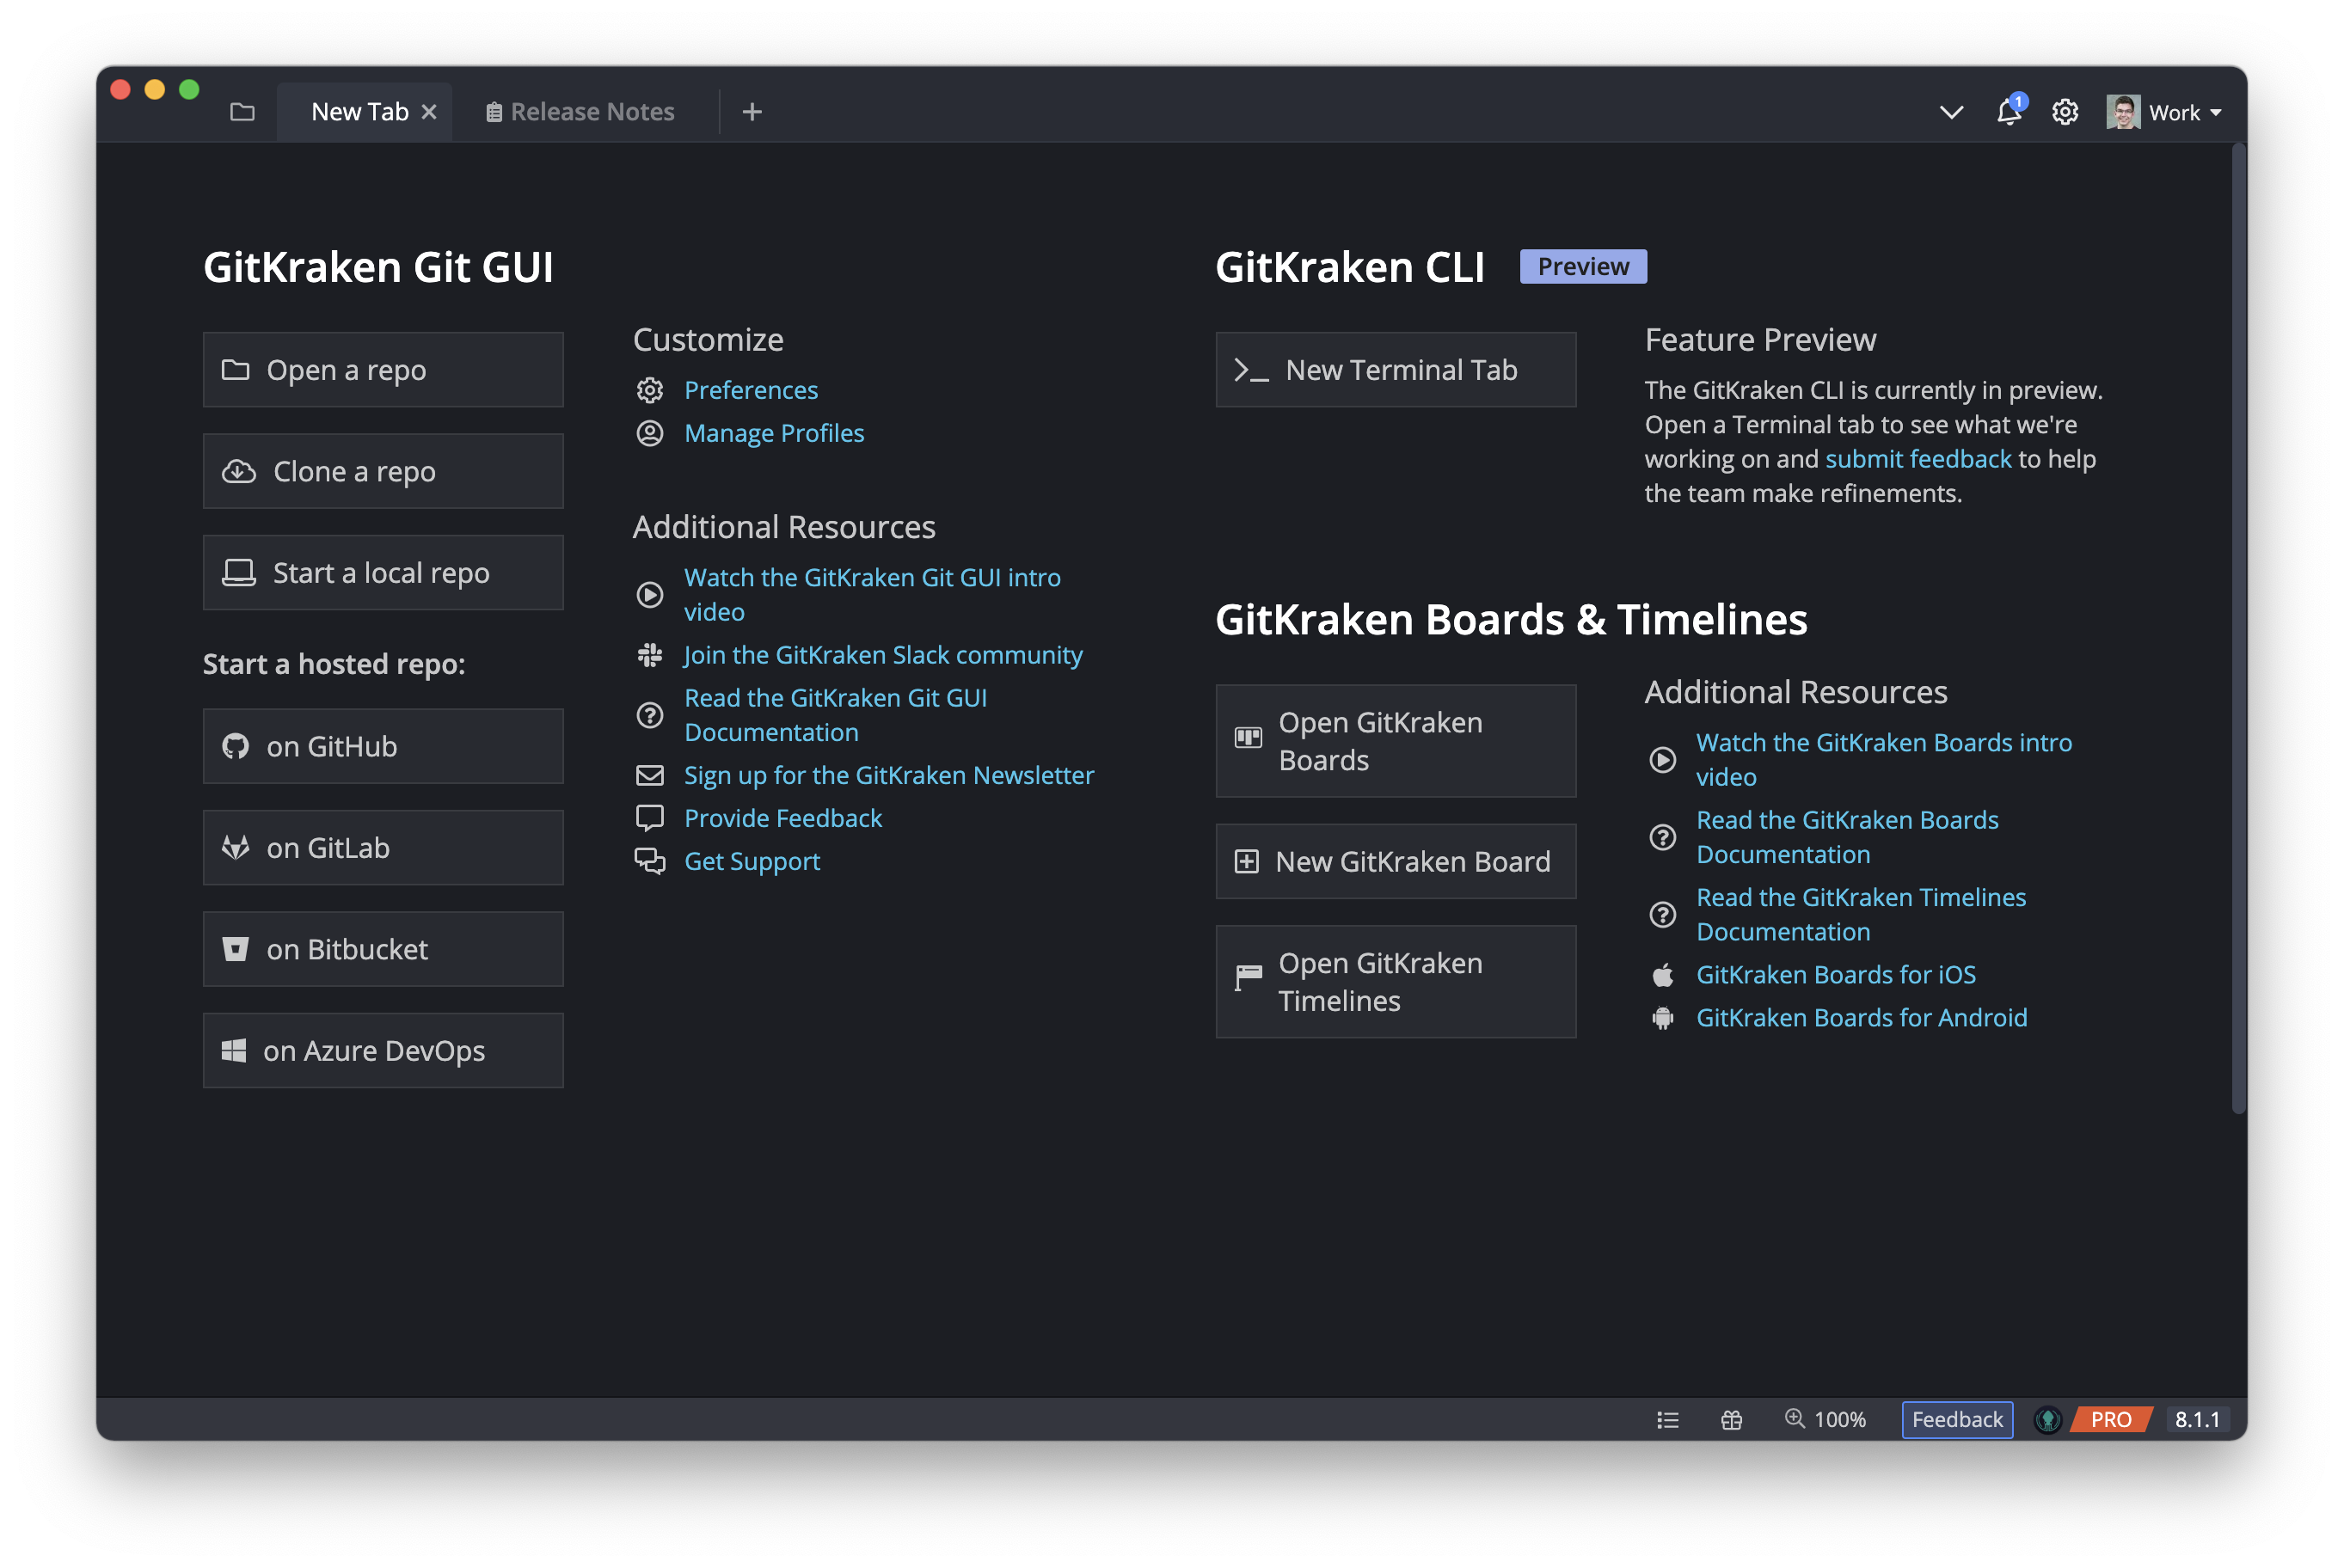 New Tab
Release Notes
1
Work
GitKraken Git GUI
Open a repo
Clone a repo
Start a local repo
Start a hosted repo:
on GitHub
on GitLab
on Bitbucket
on Azure DevOps
Customize
Preferences
Manage Profiles
Additional Resources
Watch the GitKraken Git GUI intro
video
Join the GitKraken Slack community
Read the GitKraken Git GUI
Documentation
Sign up for the GitKraken Newsletter
Provide Feedback
Get Support
GitKraken CLI
Preview
New Terminal Tab
Feature Preview
The GitKraken CLI is currently in preview.
Open a Terminal tab to see what we're
working on and submit feedback to help
the team make refinements.
GitKraken Boards & Timelines
Open GitKraken
Boards
New GitKraken Board
Open GitKraken
Timelines
Additional Resources
Watch the GitKraken Boards intro
video
Read the GitKraken Boards
Documentation
Read the GitKraken Timelines
Documentation
GitKraken Boards for iOS
GitKraken Boards for Android
100%
Feedback
PRO
8.1.1